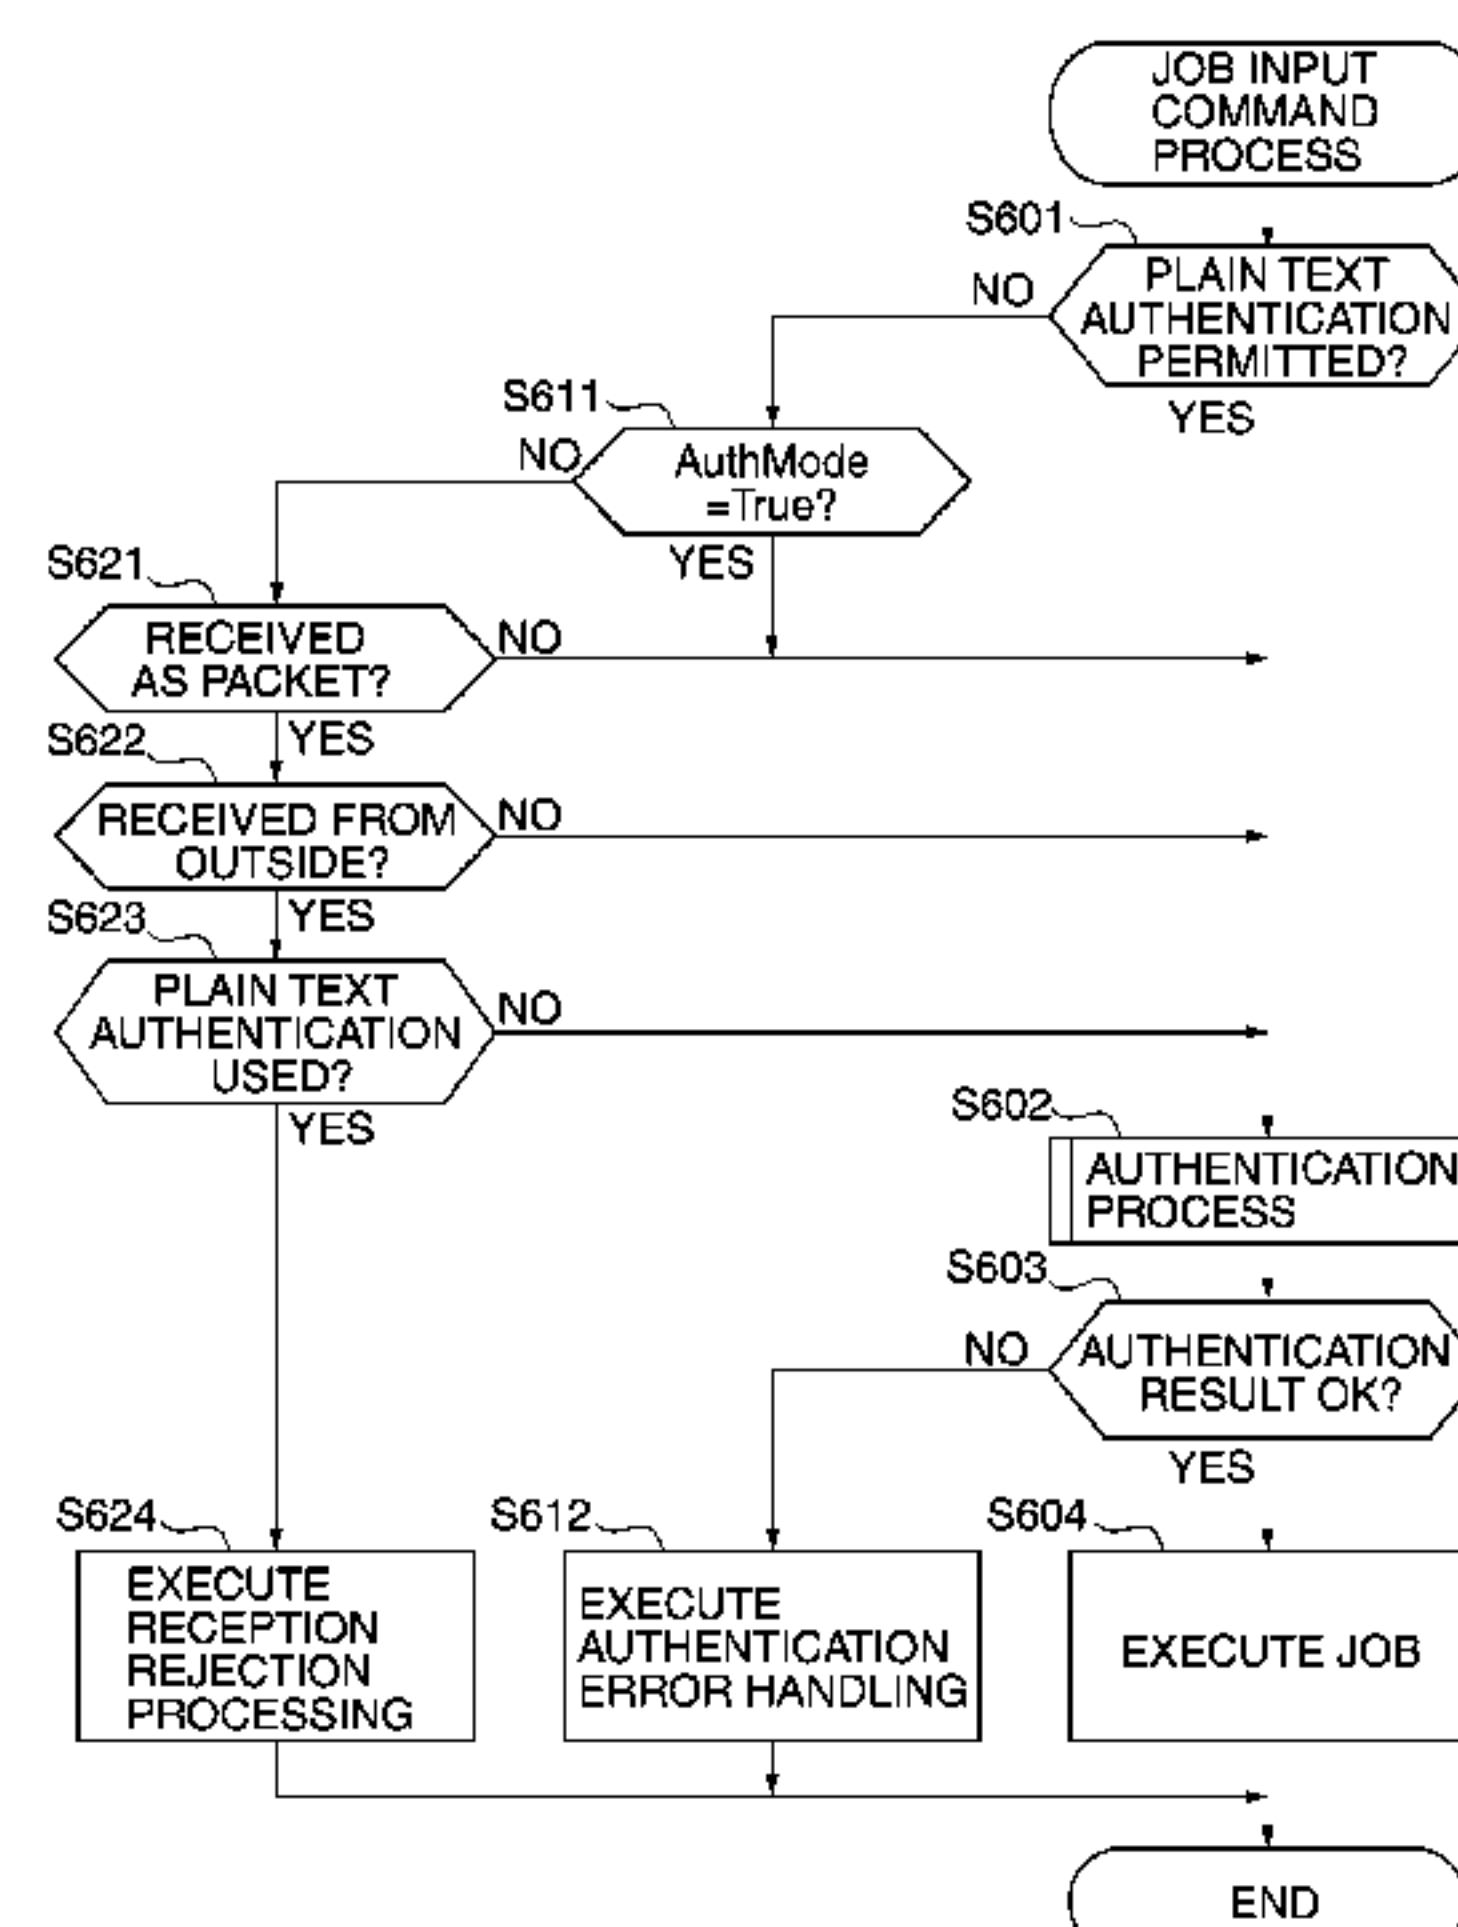 JOB INPUT
COMMAND
PROCESS
S601
NO
PLAIN TEXT
AUTHENTICATION
PERMITTED?
YES
S611
NO
AuthMode
=True?
YES
S621
RECEIVED
AS PACKET?
NO
YES
S622
RECEIVED FROM
OUTSIDE?
NO
YES
S623
PLAIN TEXT
AUTHENTICATION
USED?
NO
YES
S602
AUTHENTICATION
PROCESS
S603
NO
AUTHENTICATION
RESULT OK?
YES
S624
EXECUTE
RECEPTION
REJECTION
PROCESSING
S612
EXECUTE
AUTHENTICATION
ERROR HANDLING
S604
EXECUTE JOB
END